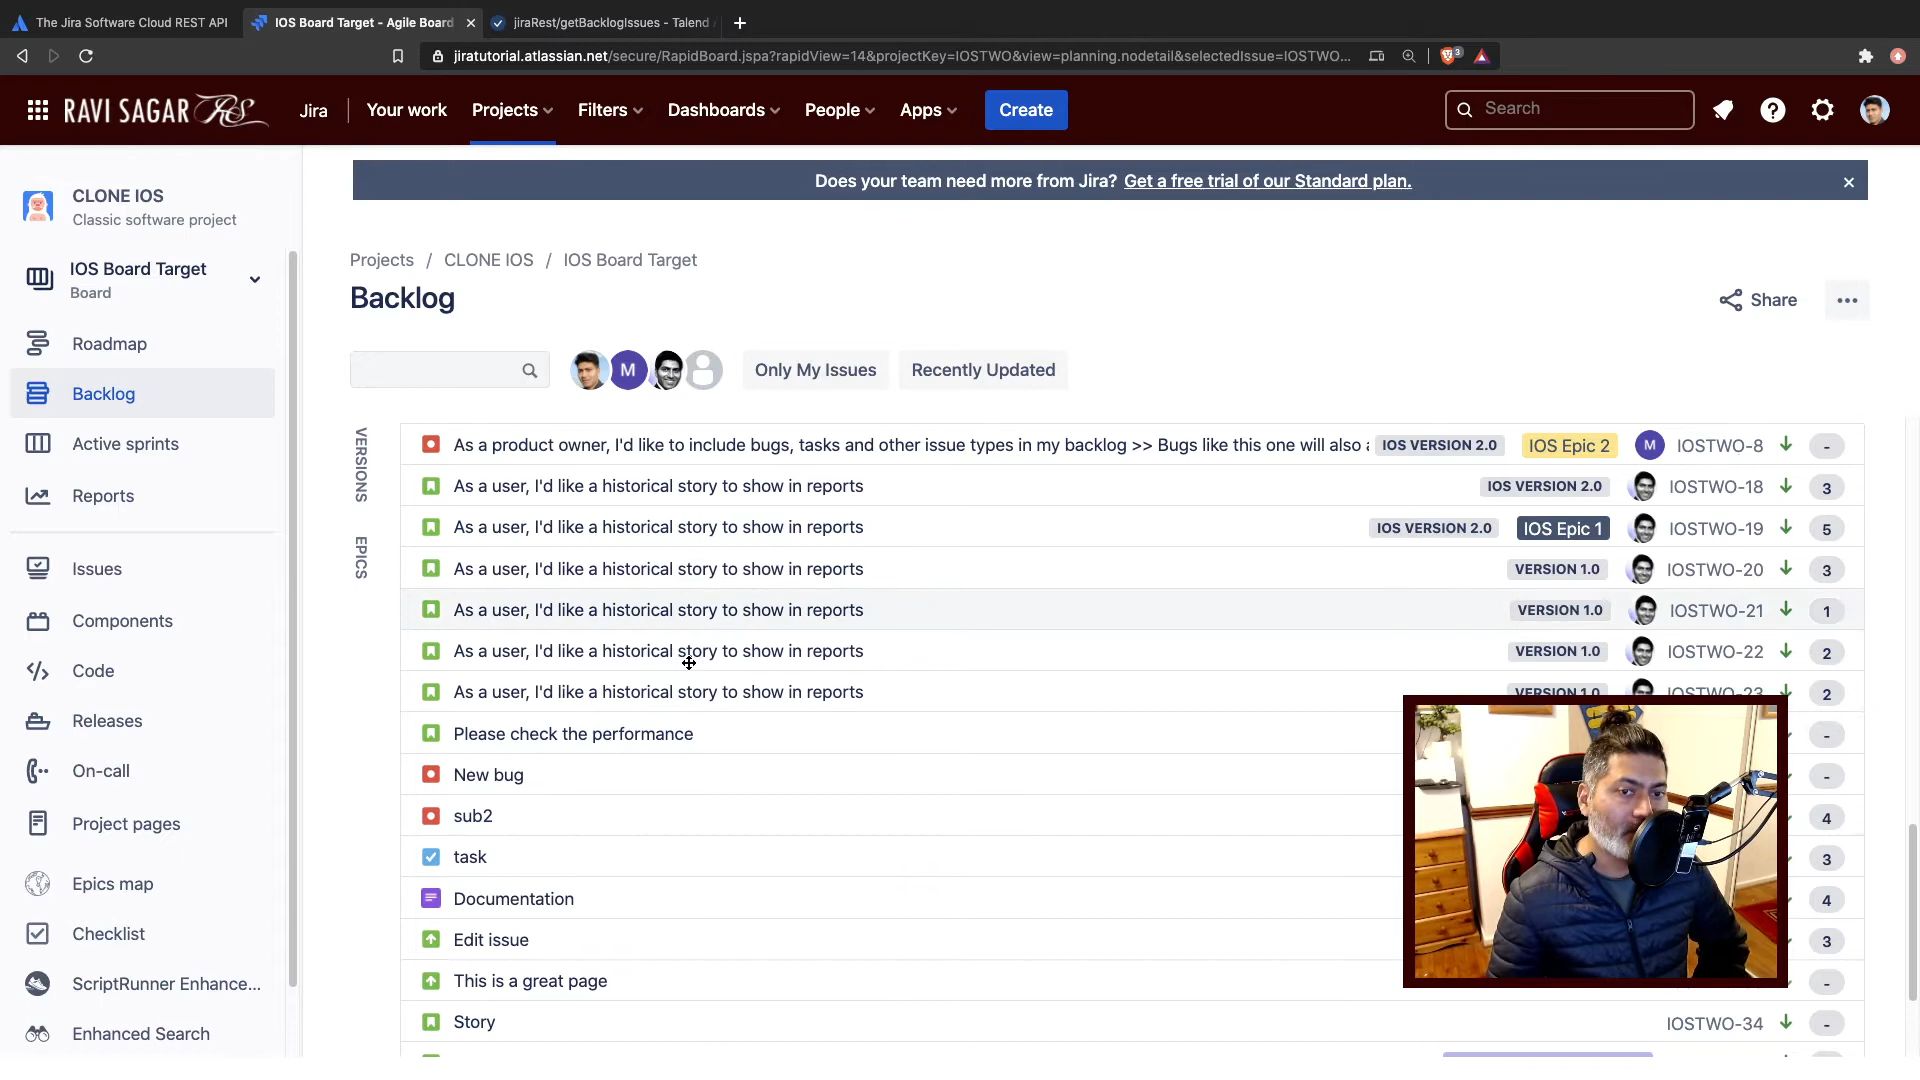 The Jira Software Cloud REST API
IOS Board Target - Agile Board
jiraRest/getBacklogIssues - Talend
jiratutorial.atlassian.net/secure/RapidBoard.jspa?rapidView=14&projectKey=IOSTWO&view=planning.nodetail&selectedIssue=IOSTWO...
3
RAVI SAGAR RS
Jira
Your work
Projects
Filters
Dashboards
People
Apps
Create
Search
Does your team need more from Jira? Get a free trial of our Standard plan.
CLONE IOS
Classic software project
IOS Board Target
Board
Roadmap
Backlog
Active sprints
Reports
Issues
Components
Code
Releases
On-call
Project pages
Epics map
Checklist
ScriptRunner Enhance...
Enhanced Search
Projects / CLONE IOS / IOS Board Target
Backlog
Share
M
Only My Issues
Recently Updated
VERSIONS
EPICS
As a product owner, I'd like to include bugs, tasks and other issue types in my backlog >> Bugs like this one will also IOS VERSION 2.0 IOS Epic 2 M IOSTWO-8 -
As a user, I'd like a historical story to show in reports IOS VERSION 2.0 IOSTWO-18 3
As a user, I'd like a historical story to show in reports IOS VERSION 2.0 IOS Epic 1 IOSTWO-19 5
As a user, I'd like a historical story to show in reports VERSION 1.0 IOSTWO-20 3
As a user, I'd like a historical story to show in reports VERSION 1.0 IOSTWO-21 1
As a user, I'd like a historical story to show in reports VERSION 1.0 IOSTWO-22 2
As a user, I'd like a historical story to show in reports VERSION 1.0 IOSTWO-23 2
Please check the performance -
New bug -
sub2 4
task 3
Documentation 4
Edit issue 3
This is a great page -
Story IOSTWO-34 -